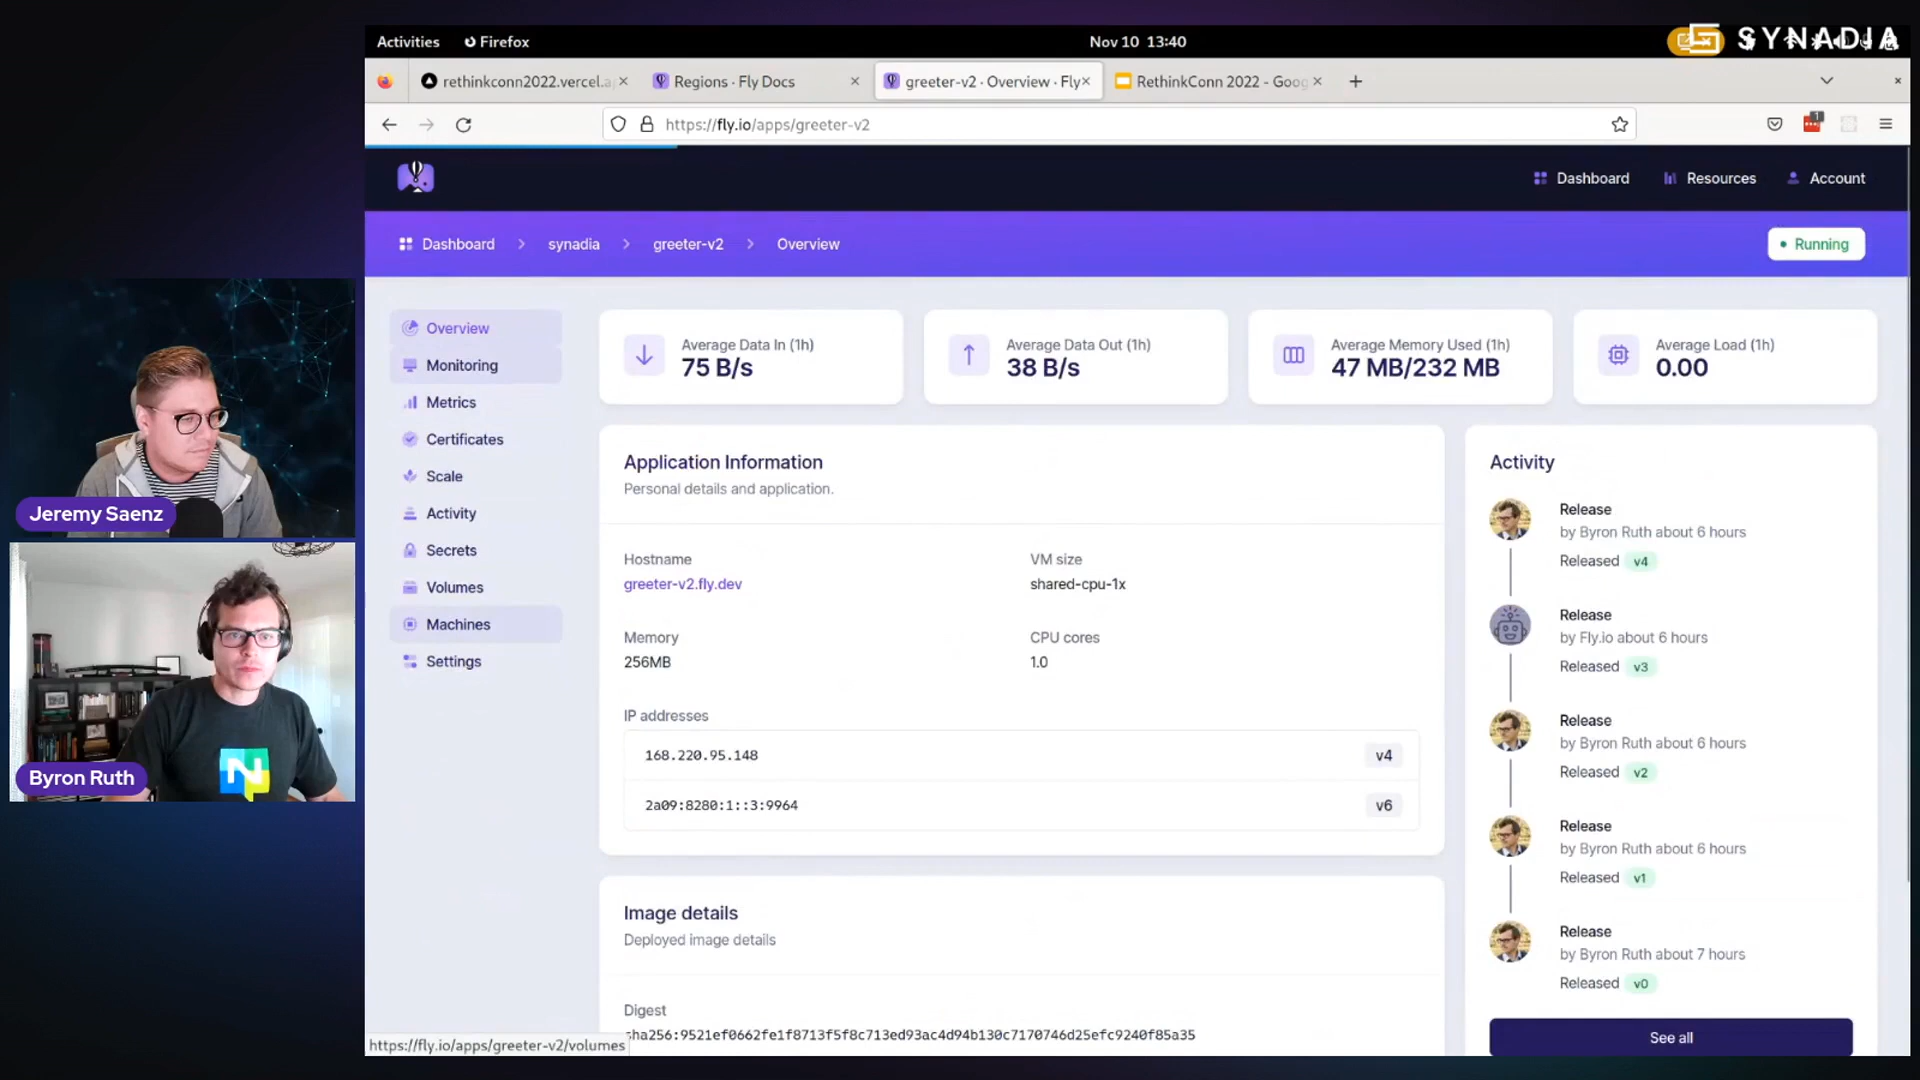 Activities
Firefox
Nov 10 13:40
SYNADIA
rethinkconn2022.vercel.a
Regions · Fly Docs
greeter-v2 · Overview · Fly
RethinkConn 2022 - Goog
https://fly.io/apps/greeter-v2
1
Dashboard
Resources
Account
Dashboard > synadia > greeter-v2 > Overview
Running
Overview
Monitoring
Metrics
Certificates
Scale
Activity
Secrets
Volumes
Machines
Settings
Average Data In (1h)
75 B/s
Average Data Out (1h)
38 B/s
Average Memory Used (1h)
47 MB/232 MB
Average Load (1h)
0.00
Application Information
Personal details and application.
Hostname
greeter-v2.fly.dev
VM size
shared-cpu-1x
Memory
256MB
CPU cores
1.0
IP addresses
168.220.95.148
v4
2a09:8280:1::3:9964
v6
Image details
Deployed image details
Digest
sha256:9521ef0662fe1f8713f5f8c713ed93ac4d94b130c7170746d25efc9240f85a35
Activity
Release
by Byron Ruth about 6 hours
Released v4
Release
by Fly.io about 6 hours
Released v3
Release
by Byron Ruth about 6 hours
Released v2
Release
by Byron Ruth about 6 hours
Released v1
Release
by Byron Ruth about 7 hours
Released v0
See all
https://fly.io/apps/greeter-v2/volumes
Jeremy Saenz
N
Byron Ruth